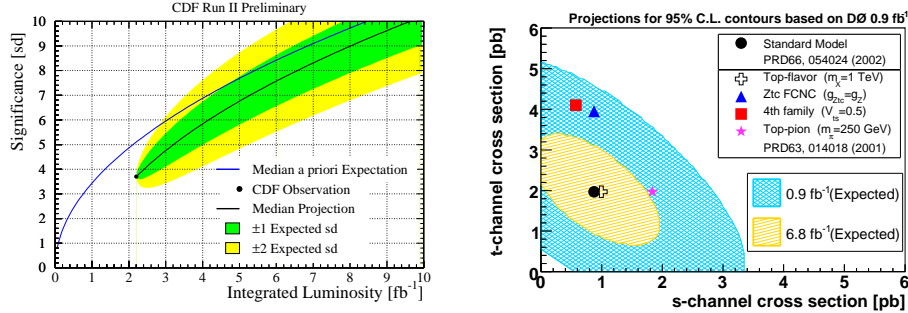 CDF Run II Preliminary
Significance [sd]
10
9
8
7
6
5
4
3
2
1
0
Median a priori Expectation
CDF Observation
Median Projection
±1 Expected sd
±2 Expected sd
0 1 2 3 4 5 6 7 8 9 10
Integrated Luminosity [fb⁻¹]
Projections for 95% C.L. contours based on DØ 0.9 fb⁻¹
t-channel cross section [pb]
6
5
4
3
2
1
0
Standard Model
PRD66, 054024 (2002)
Top-flavor (m_X=1 TeV)
Ztc FCNC (g_Ztc=g_Z)
4th family (V_ts=0.5)
Top-pion (m_π=250 GeV)
PRD63, 014018 (2001)
0.9 fb⁻¹(Expected)
6.8 fb⁻¹(Expected)
0 1 2 3 4 5 6
s-channel cross section [pb]